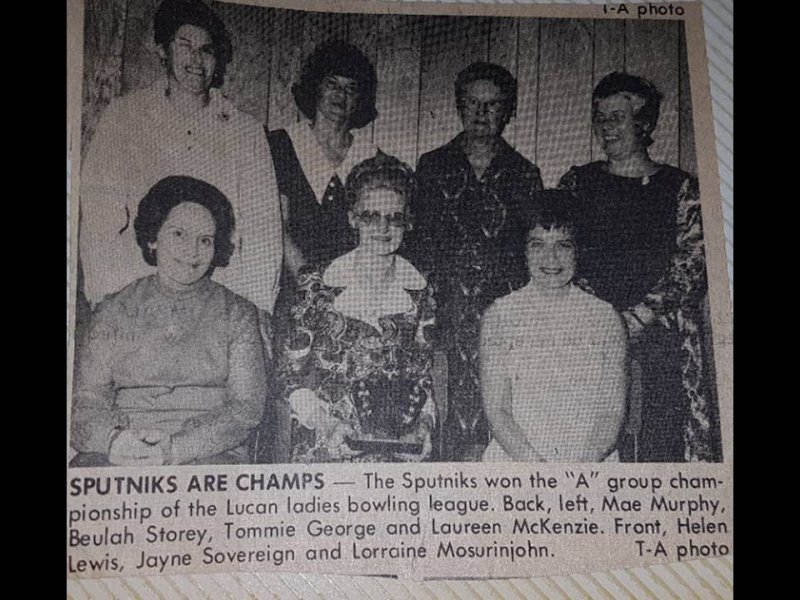 T-A photo
SPUTNIKS ARE CHAMPS — The Sputniks won the "A" group cham-
pionship of the Lucan ladies bowling league. Back, left, Mae Murphy,
Beulah Storey, Tommie George and Laureen McKenzie. Front, Helen
Lewis, Jayne Sovereign and Lorraine Mosurinjohn. T-A photo